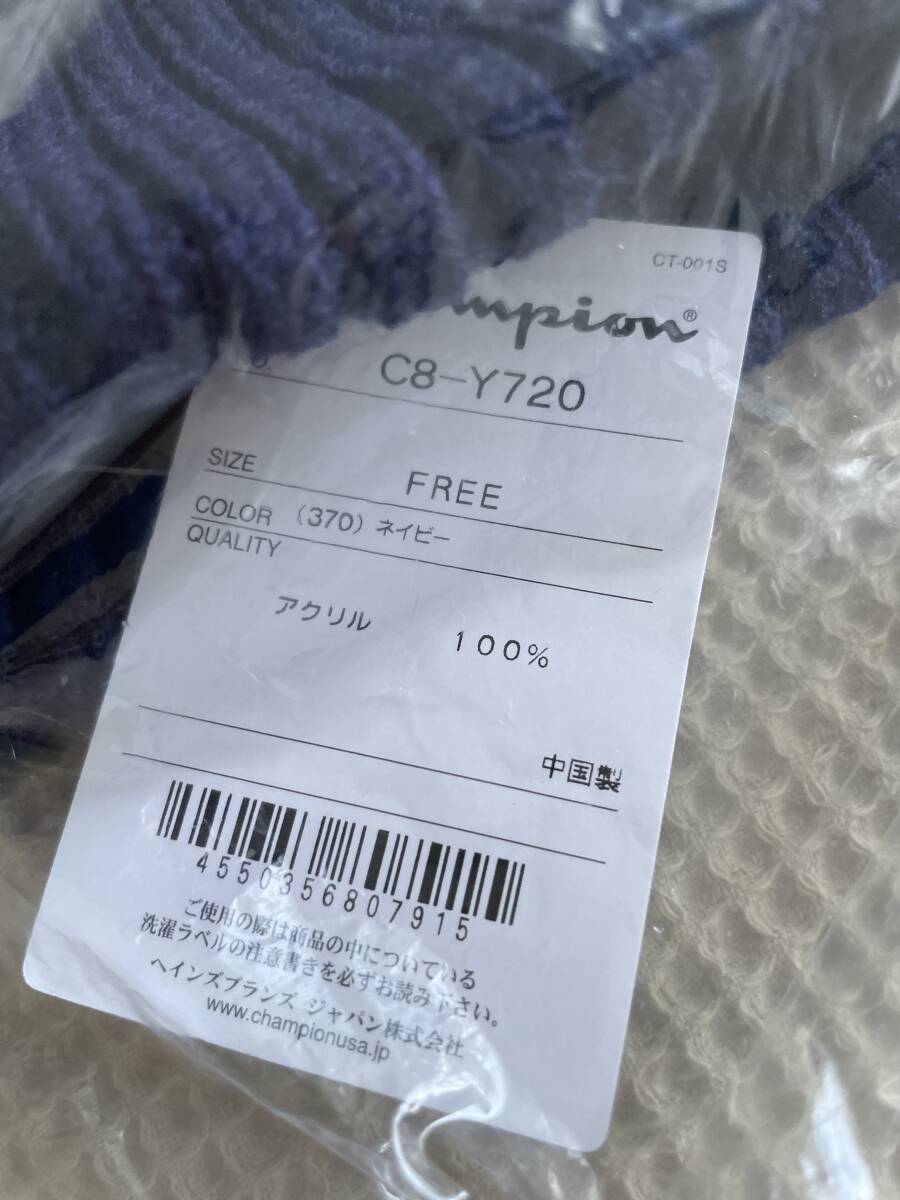 CT-001S
mpion®
C8-Y720
SIZE FREE
COLOR (370) ネイビー
QUALITY
アクリル 100%
中国製
4550356807915
ご使用の際は商品の中についている
洗濯ラベルの注意書きを必ずお読み下さい。
ヘインズブランズ ジャパン株式会社
www.championusa.jp